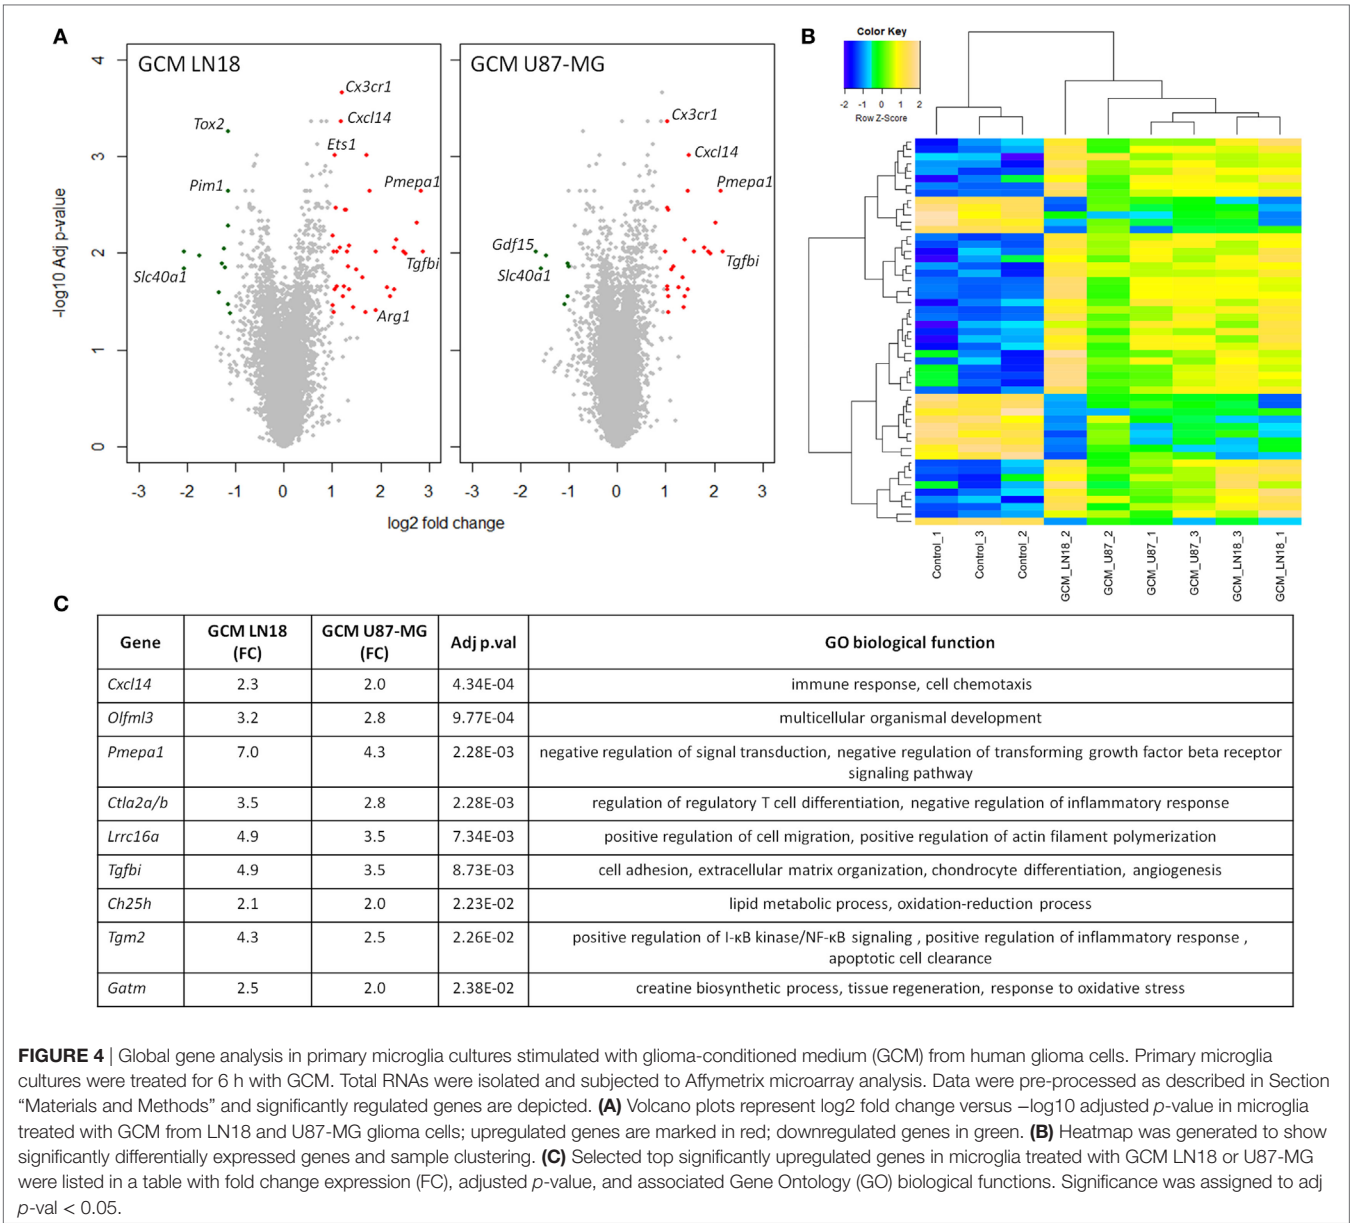 A
GCM LN18
GCM U87-MG
Cx3cr1
Cxcl14
Tox2
Ets1
Pim1
Pmepa1
Slc40a1
Tgfbi
Arg1
Cx3cr1
Cxcl14
Pmepa1
Gdf15
Slc40a1
Tgfbi
-log10 Adj p-value
4
3
2
1
0
-3 -2 -1 0 1 2 3
-3 -2 -1 0 1 2 3
log2 fold change
B
Color Key
-2 -1 0 1 2
Row Z-Score
Control_1
Control_3
Control_2
GCM_LN18_2
GCM_U87_2
GCM_U87_1
GCM_U87_3
GCM_LN18_3
GCM_LN18_1
C
Gene GCM LN18 (FC) GCM U87-MG (FC) Adj p.val GO biological function
Cxcl14 2.3 2.0 4.34E-04 immune response, cell chemotaxis
Olfml3 3.2 2.8 9.77E-04 multicellular organismal development
Pmepa1 7.0 4.3 2.28E-03 negative regulation of signal transduction, negative regulation of transforming growth factor beta receptor
signaling pathway
Ctla2a/b 3.5 2.8 2.28E-03 regulation of regulatory T cell differentiation, negative regulation of inflammatory response
Lrrc16a 4.9 3.5 7.34E-03 positive regulation of cell migration, positive regulation of actin filament polymerization
Tgfbi 4.9 3.5 8.73E-03 cell adhesion, extracellular matrix organization, chondrocyte differentiation, angiogenesis
Ch25h 2.1 2.0 2.23E-02 lipid metabolic process, oxidation-reduction process
Tgm2 4.3 2.5 2.26E-02 positive regulation of I-κB kinase/NF-κB signaling , positive regulation of inflammatory response ,
apoptotic cell clearance
Gatm 2.5 2.0 2.38E-02 creatine biosynthetic process, tissue regeneration, response to oxidative stress
FIGURE 4 | Global gene analysis in primary microglia cultures stimulated with glioma-conditioned medium (GCM) from human glioma cells. Primary microglia
cultures were treated for 6 h with GCM. Total RNAs were isolated and subjected to Affymetrix microarray analysis. Data were pre-processed as described in Section
“Materials and Methods” and significantly regulated genes are depicted. (A) Volcano plots represent log2 fold change versus −log10 adjusted p-value in microglia
treated with GCM from LN18 and U87-MG glioma cells; upregulated genes are marked in red; downregulated genes in green. (B) Heatmap was generated to show
significantly differentially expressed genes and sample clustering. (C) Selected top significantly upregulated genes in microglia treated with GCM LN18 or U87-MG
were listed in a table with fold change expression (FC), adjusted p-value, and associated Gene Ontology (GO) biological functions. Significance was assigned to adj
p-val < 0.05.